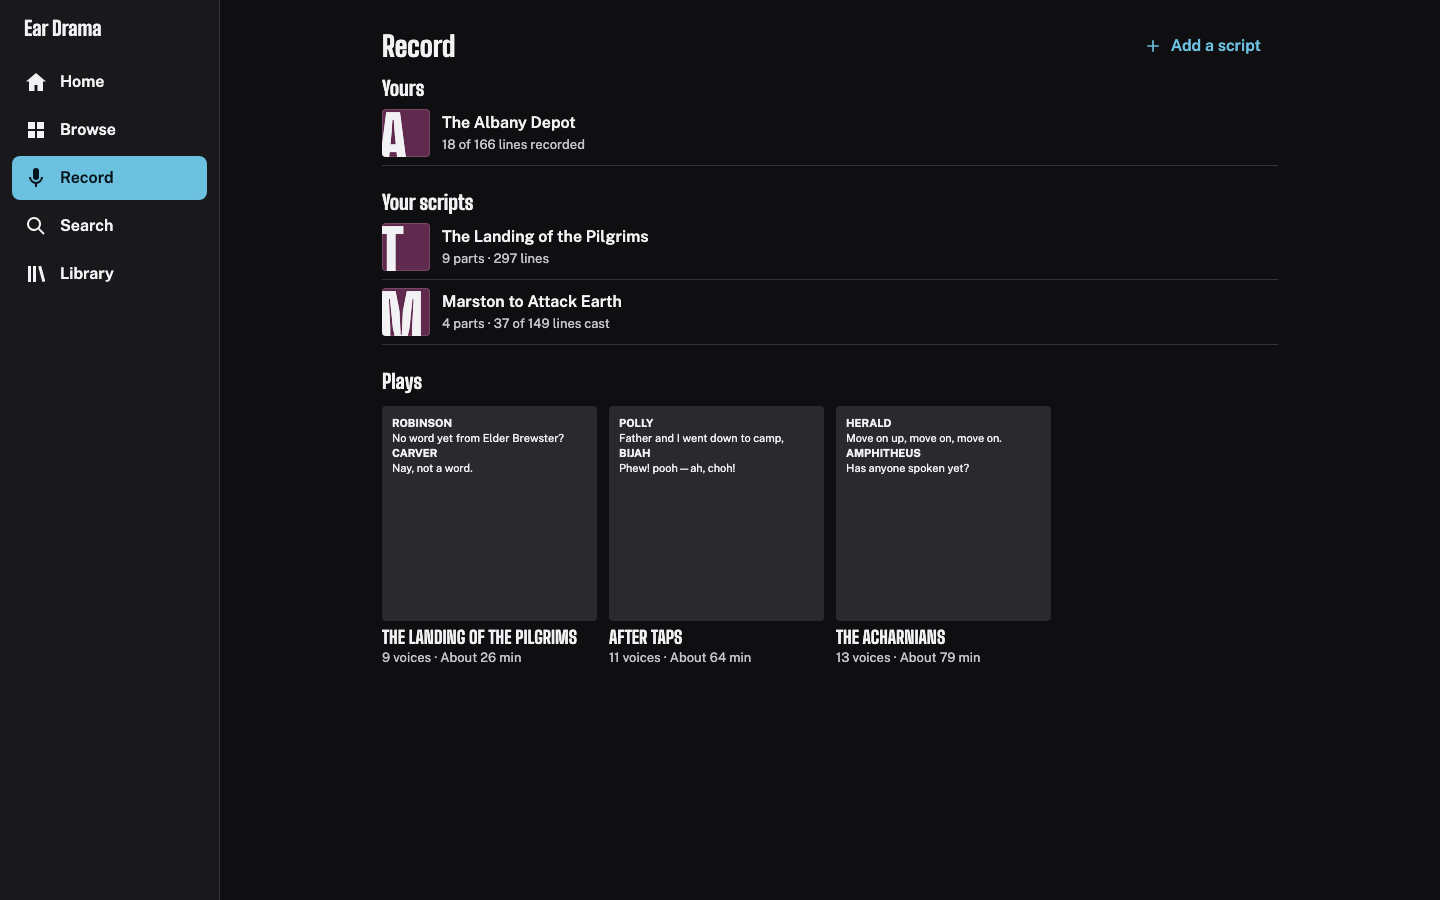 Ear Drama
Home
Browse
Record
Search
Library
Record
+ Add a script
Yours
A
The Albany Depot
18 of 166 lines recorded
Your scripts
T
The Landing of the Pilgrims
9 parts · 297 lines
M
Marston to Attack Earth
4 parts · 37 of 149 lines cast
Plays
ROBINSON
No word yet from Elder Brewster?
CARVER
Nay, not a word.
THE LANDING OF THE PILGRIMS
9 voices · About 26 min
POLLY
Father and I went down to camp,
BIJAH
Phew! pooh — ah, choh!
AFTER TAPS
11 voices · About 64 min
HERALD
Move on up, move on, move on.
AMPHITHEUS
Has anyone spoken yet?
THE ACHARNIANS
13 voices · About 79 min